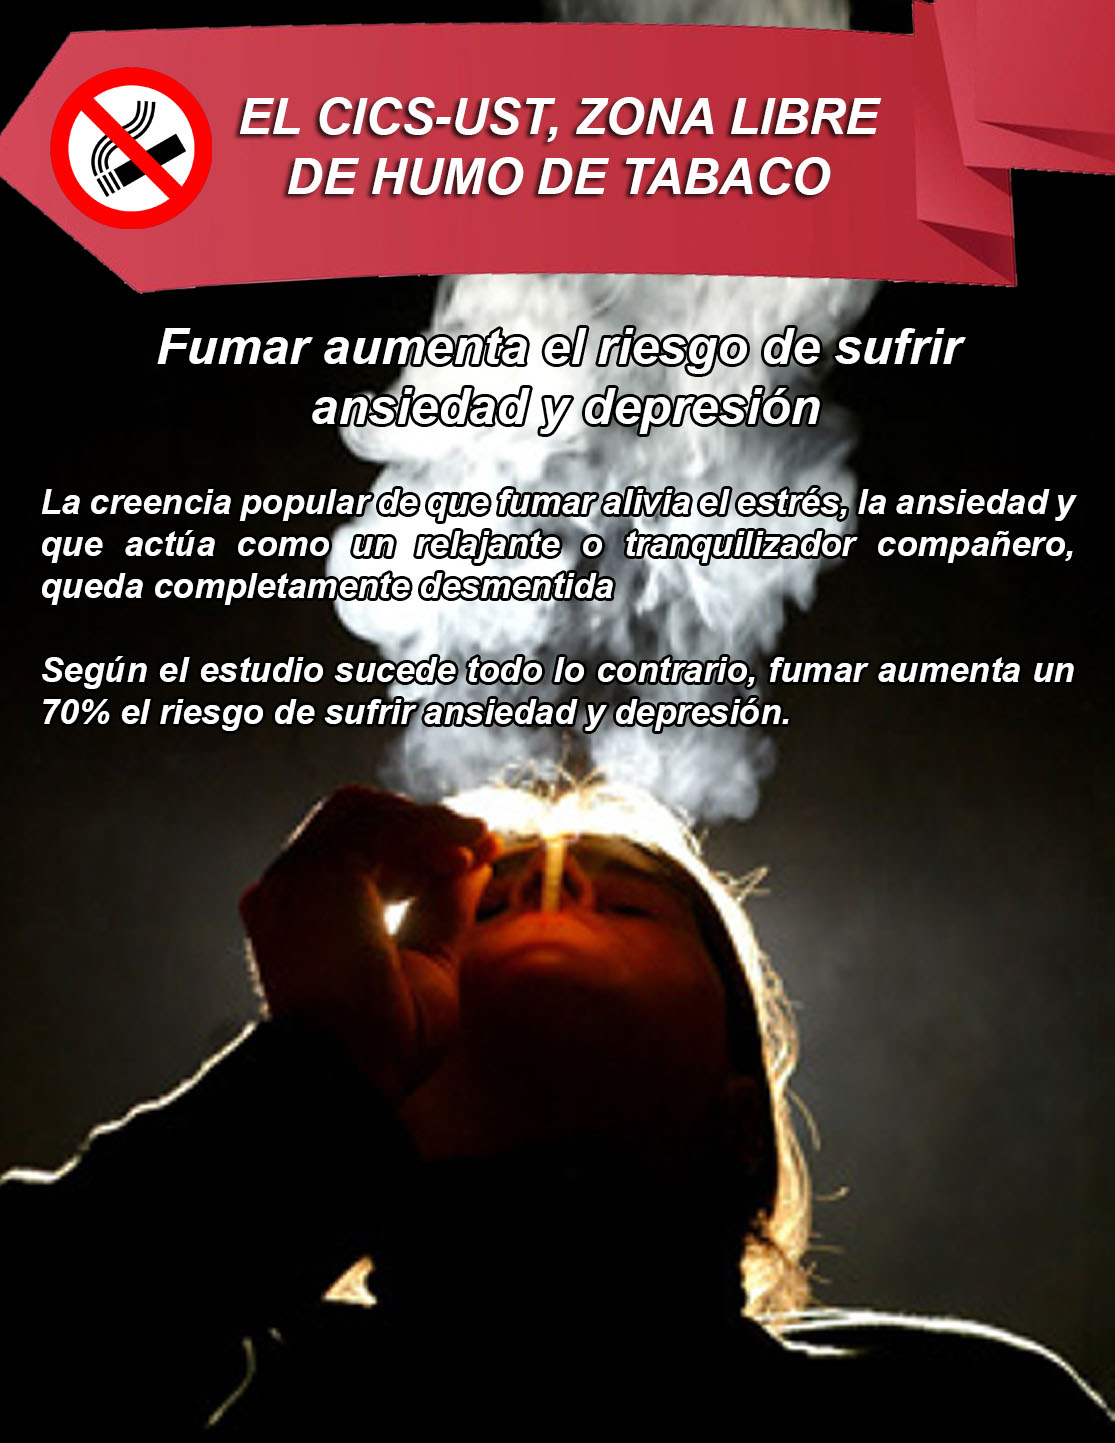 EL CICS-UST, ZONA LIBRE
DE HUMO DE TABACO
Fumar aumenta el riesgo de sufrir
ansiedad y depresión
La creencia popular de que fumar alivia el estrés, la ansiedad y
que actúa como un relajante o tranquilizador compañero,
queda completamente desmentida
Según el estudio sucede todo lo contrario, fumar aumenta un
70% el riesgo de sufrir ansiedad y depresión.